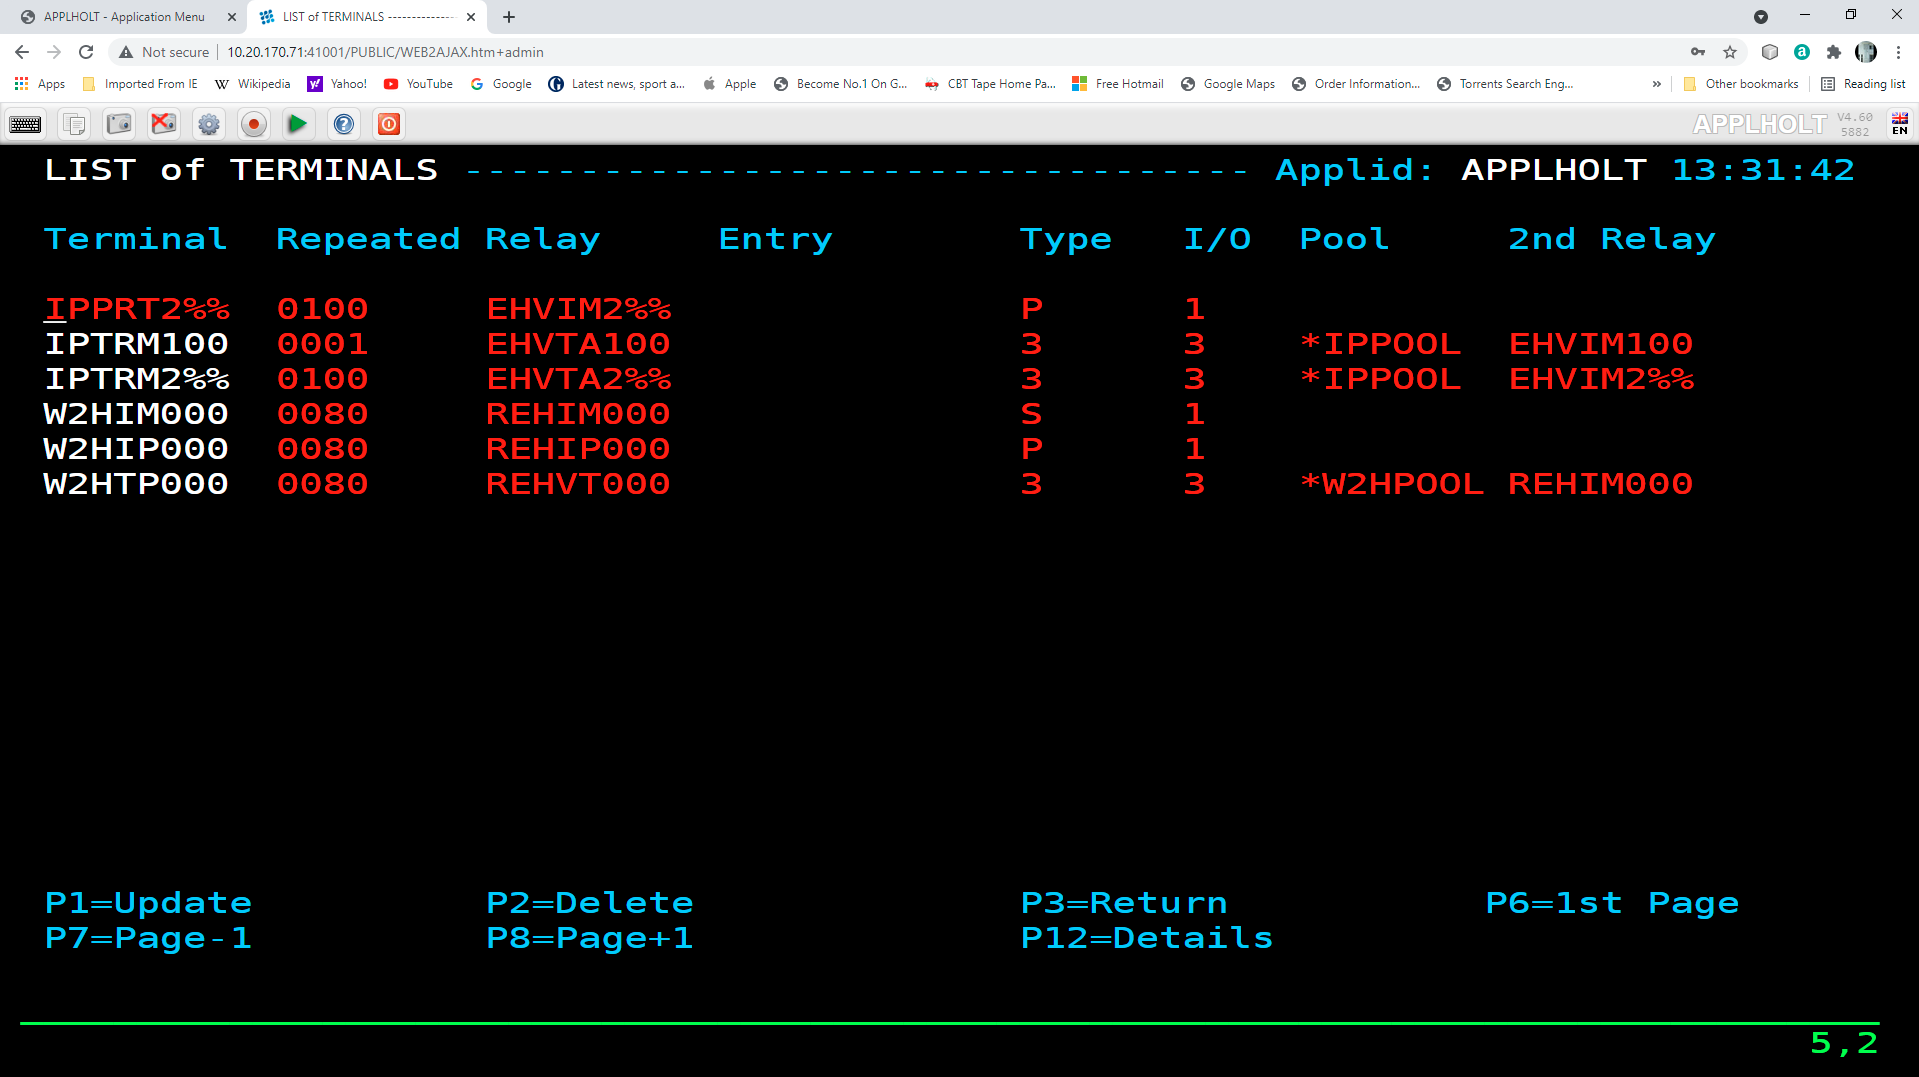 APPLHOLT - Application Menu
LIST of TERMINALS ---------------
Not secure 10.20.170.71:41001/PUBLIC/WEB2AJAX.htm+admin
Apps Imported From IE Wikipedia Yahoo! YouTube Google Latest news, sport a... Apple Become No.1 On G... CBT Tape Home Pa... Free Hotmail Google Maps Order Information... Torrents Search Eng... » Other bookmarks Reading list
APPLHOLT V4.60
5882
EN
LIST of TERMINALS ---------------------------------- Applid: APPLHOLT 13:31:42
Terminal Repeated Relay Entry Type I/O Pool 2nd Relay
IPPRT2%% 0100 EHVIM2%% P 1
IPTRM100 0001 EHVTA100 3 3 *IPPOOL EHVIM100
IPTRM2%% 0100 EHVTA2%% 3 3 *IPPOOL EHVIM2%%
W2HIM000 0080 REHIM000 S 1
W2HIP000 0080 REHIP000 P 1
W2HTP000 0080 REHVT000 3 3 *W2HPOOL REHIM000
P1=Update P2=Delete P3=Return P6=1st Page
P7=Page-1 P8=Page+1 P12=Details
5,2